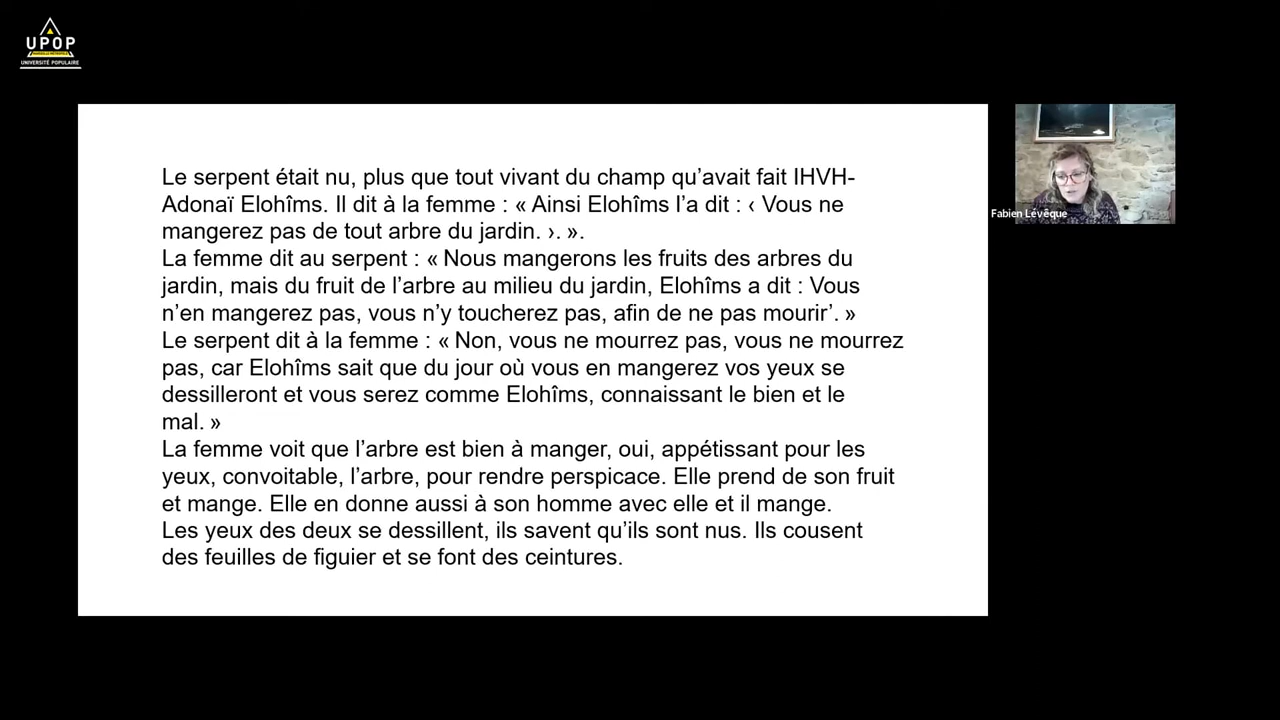 UPOP
UNIVERSITÉ POPULAIRE
Le serpent était nu, plus que tout vivant du champ qu’avait fait IHVH-
Adonaï Elohîms. Il dit à la femme : « Ainsi Elohîms l’a dit : ‹ Vous ne
mangerez pas de tout arbre du jardin. ›. ».
La femme dit au serpent : « Nous mangerons les fruits des arbres du
jardin, mais du fruit de l’arbre au milieu du jardin, Elohîms a dit : Vous
n’en mangerez pas, vous n’y toucherez pas, afin de ne pas mourir’. »
Le serpent dit à la femme : « Non, vous ne mourrez pas, vous ne mourrez
pas, car Elohîms sait que du jour où vous en mangerez vos yeux se
dessilleront et vous serez comme Elohîms, connaissant le bien et le
mal. »
La femme voit que l’arbre est bien à manger, oui, appétissant pour les
yeux, convoitable, l’arbre, pour rendre perspicace. Elle prend de son fruit
et mange. Elle en donne aussi à son homme avec elle et il mange.
Les yeux des deux se dessillent, ils savent qu’ils sont nus. Ils cousent
des feuilles de figuier et se font des ceintures.
Fabien Lévêque